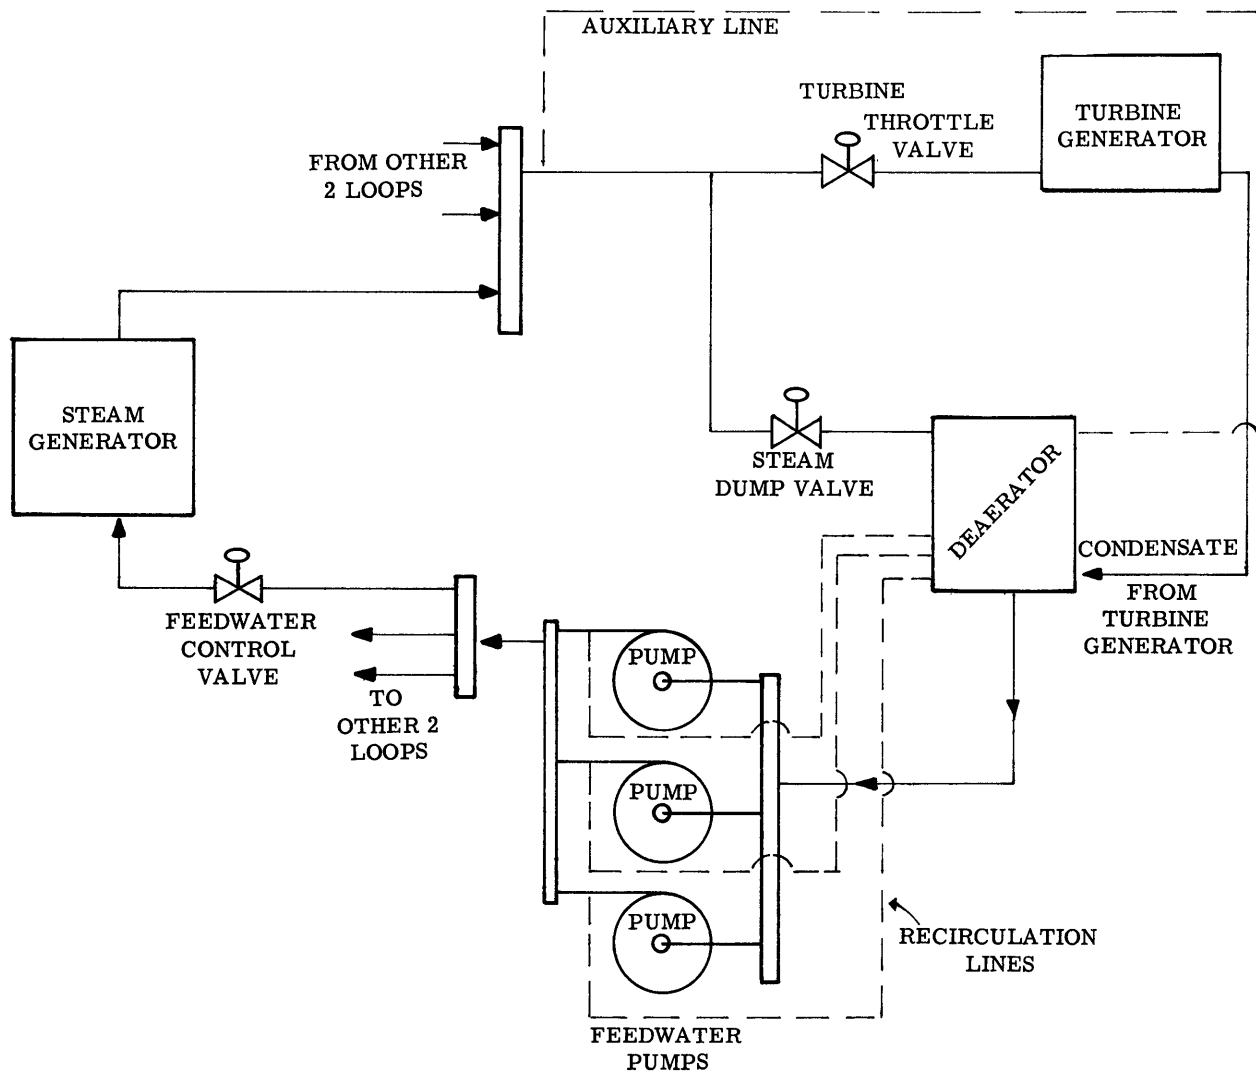 AUXILIARY LINE
TURBINE
THROTTLE
VALVE
TURBINE
GENERATOR
FROM OTHER
2 LOOPS
STEAM
GENERATOR
STEAM
DUMP VALVE
DEAERATOR
CONDENSATE
FROM
TURBINE
GENERATOR
FEEDWATER
CONTROL
VALVE
TO
OTHER 2
LOOPS
PUMP
PUMP
PUMP
RECIRCULATION
LINES
FEEDWATER
PUMPS